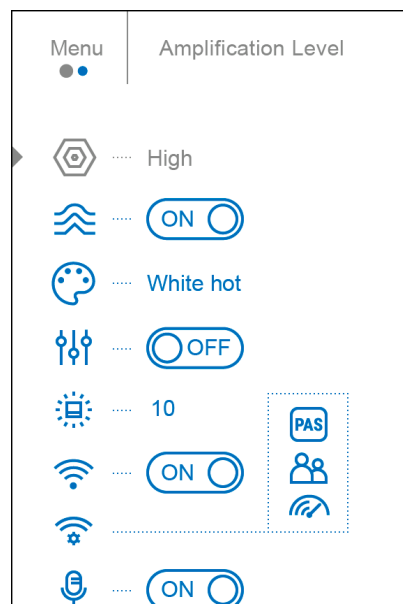 Menu
Amplification Level
High
ON
White hot
OFF
10
PAS
ON
ON